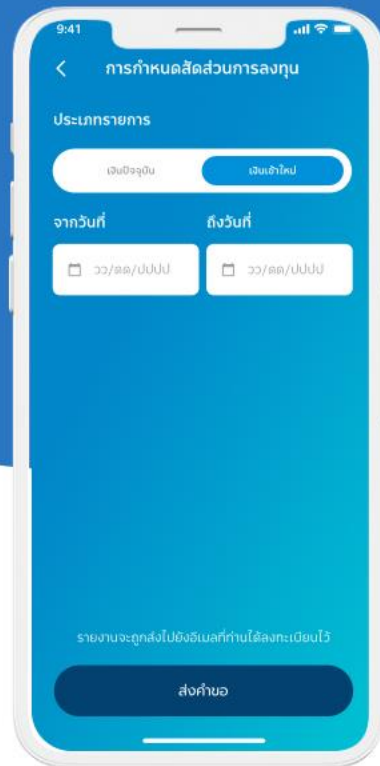 9:41
การกำหนดสัดส่วนการลงทุน
ประเภทรายการ
เงินปัจจุบัน
เงินเข้าใหม่
จากวันที่
ถึงวันที่
วว/ดด/ปปปป
วว/ดด/ปปปป
รายงานจะถูกส่งไปยังอีเมลที่ท่านได้ลงทะเบียนไว้
ส่งคำขอ